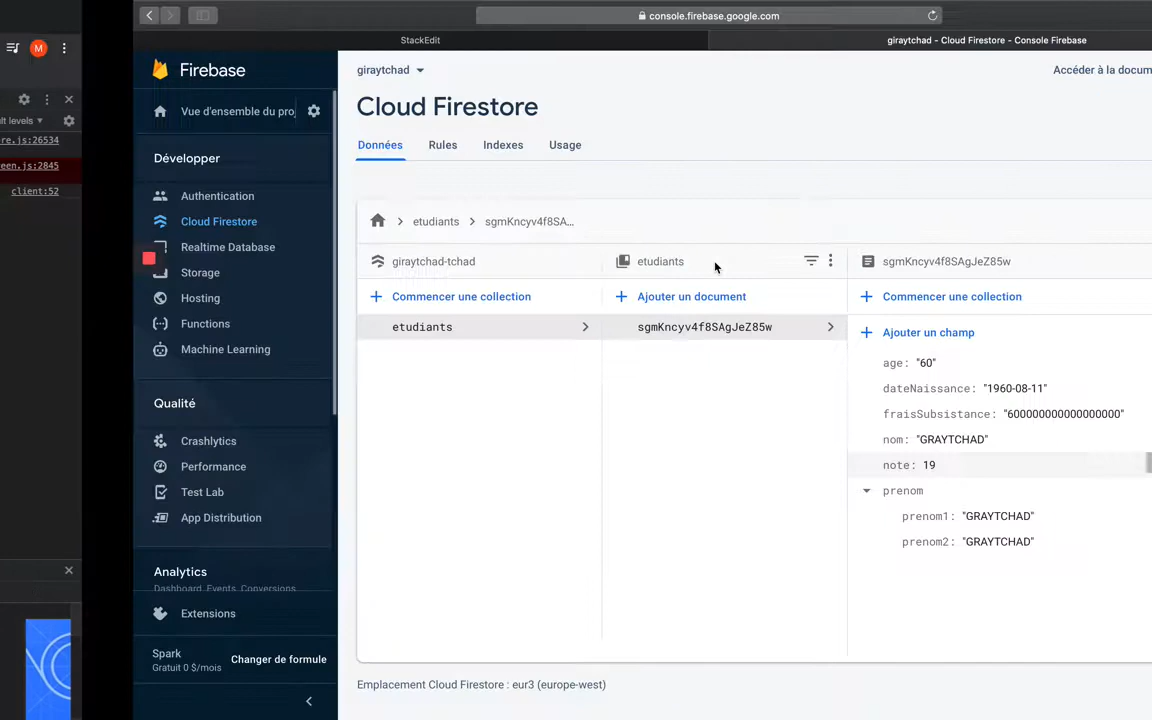 console.firebase.google.com
StackEdit
giraytchad - Cloud Firestore - Console Firebase
M
lt levels ▾
re.js:26534
een.js:2845
client:52
Firebase
Vue d'ensemble du pro
Développer
Authentication
Cloud Firestore
Realtime Database
Storage
Hosting
Functions
Machine Learning
Qualité
Crashlytics
Performance
Test Lab
App Distribution
Analytics
Dashboard, Events, Conversions
Extensions
Spark
Gratuit 0 $/mois
Changer de formule
giraytchad
Accéder à la docum
Cloud Firestore
Données Rules Indexes Usage
etudiants > sgmKncyv4f8SA...
giraytchad-tchad
Commencer une collection
etudiants
etudiants
Ajouter un document
sgmKncyv4f8SAgJeZ85w
sgmKncyv4f8SAgJeZ85w
Commencer une collection
Ajouter un champ
age: "60"
dateNaissance: "1960-08-11"
fraisSubsistance: "600000000000000000"
nom: "GRAYTCHAD"
note: 19
prenom
prenom1: "GRAYTCHAD"
prenom2: "GRAYTCHAD"
Emplacement Cloud Firestore : eur3 (europe-west)